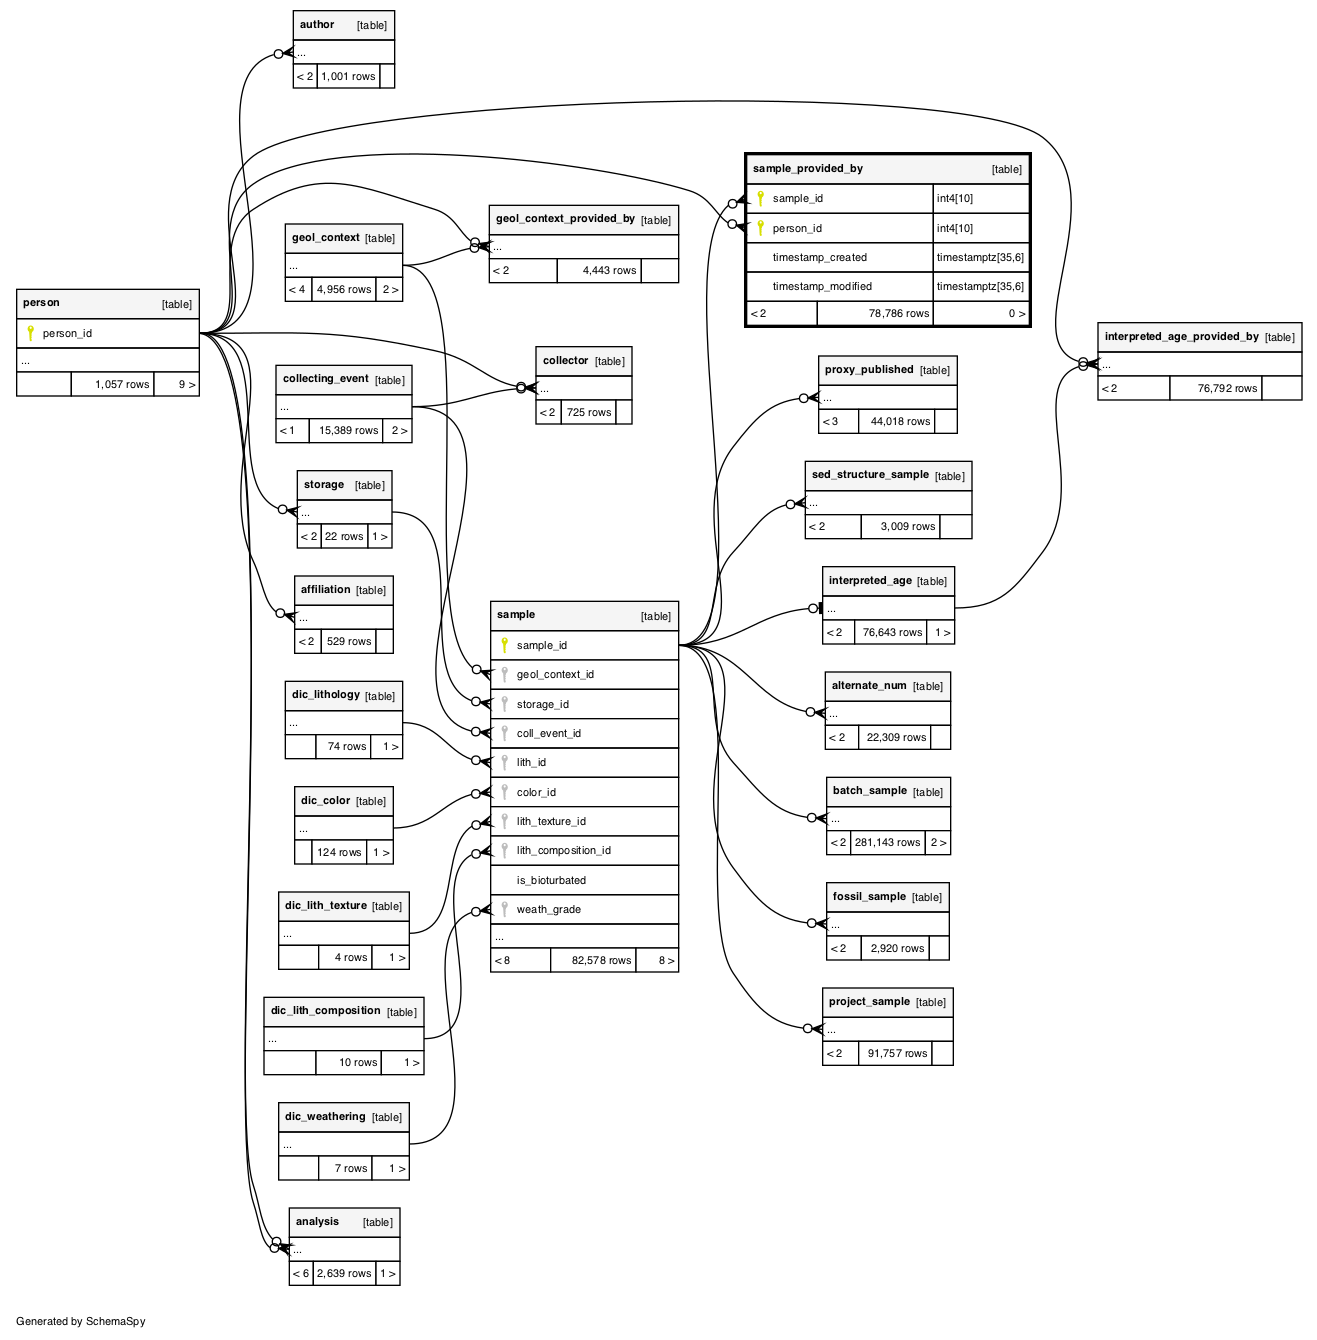 author [table]
...
< 2 1,001 rows
sample_provided_by [table]
sample_id int4[10]
person_id int4[10]
timestamp_created timestamptz[35,6]
timestamp_modified timestamptz[35,6]
< 2 78,786 rows 0 >
geol_context_provided_by [table]
...
< 2 4,443 rows
geol_context [table]
...
< 4 4,956 rows 2 >
person [table]
person_id
...
1,057 rows 9 >
interpreted_age_provided_by [table]
...
< 2 76,792 rows
collector [table]
...
< 2 725 rows
collecting_event [table]
...
< 1 15,389 rows 2 >
proxy_published [table]
...
< 3 44,018 rows
storage [table]
...
< 2 22 rows 1 >
sed_structure_sample [table]
...
< 2 3,009 rows
affiliation [table]
...
< 2 529 rows
interpreted_age [table]
...
< 2 76,643 rows 1 >
sample [table]
sample_id
geol_context_id
storage_id
coll_event_id
lith_id
color_id
lith_texture_id
lith_composition_id
is_bioturbated
weath_grade
...
< 8 82,578 rows 8 >
dic_lithology [table]
...
74 rows 1 >
alternate_num [table]
...
< 2 22,309 rows
dic_color [table]
...
124 rows 1 >
batch_sample [table]
...
< 2 281,143 rows 2 >
dic_lith_texture [table]
...
4 rows 1 >
fossil_sample [table]
...
< 2 2,920 rows
dic_lith_composition [table]
...
10 rows 1 >
project_sample [table]
...
< 2 91,757 rows
dic_weathering [table]
...
7 rows 1 >
analysis [table]
...
< 6 2,639 rows 1 >
Generated by SchemaSpy